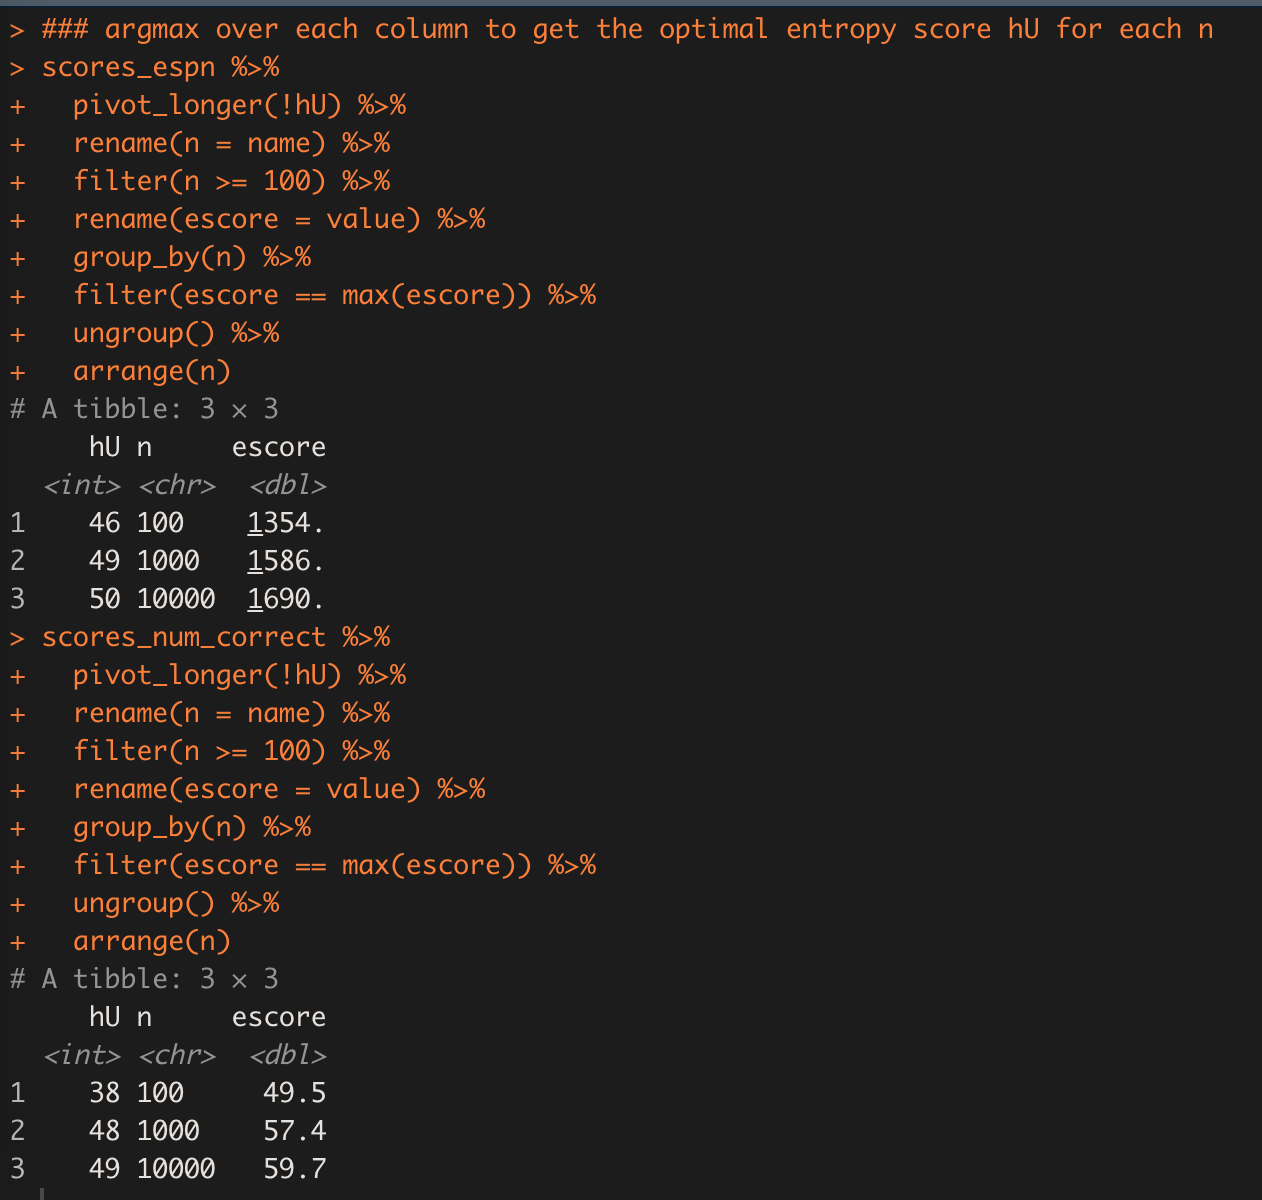 > ### argmax over each column to get the optimal entropy score hU for each n
> scores_espn %>%
+   pivot_longer(!hU) %>%
+   rename(n = name) %>%
+   filter(n >= 100) %>%
+   rename(escore = value) %>%
+   group_by(n) %>%
+   filter(escore == max(escore)) %>%
+   ungroup() %>%
+   arrange(n)
# A tibble: 3 × 3
     hU n     escore
  <int> <chr>  <dbl>
1    46 100    1354.
2    49 1000   1586.
3    50 10000  1690.
> scores_num_correct %>%
+   pivot_longer(!hU) %>%
+   rename(n = name) %>%
+   filter(n >= 100) %>%
+   rename(escore = value) %>%
+   group_by(n) %>%
+   filter(escore == max(escore)) %>%
+   ungroup() %>%
+   arrange(n)
# A tibble: 3 × 3
     hU n     escore
  <int> <chr>  <dbl>
1    38 100     49.5
2    48 1000    57.4
3    49 10000   59.7